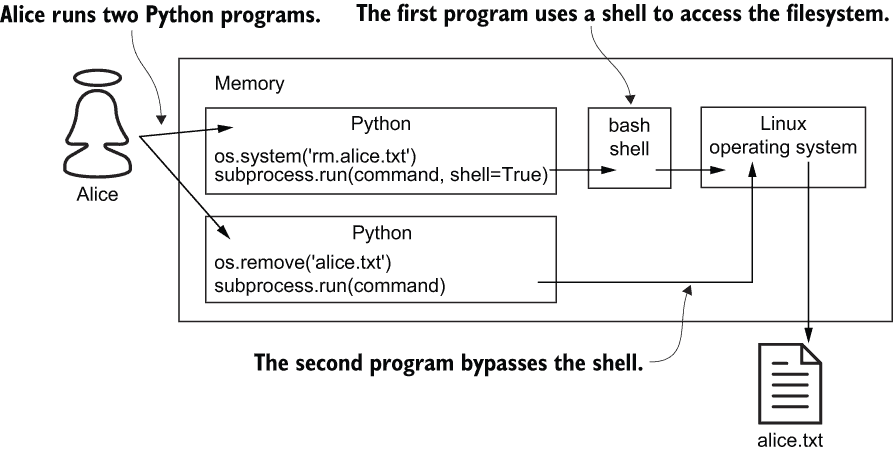 Alice runs two Python programs.
The first program uses a shell to access the filesystem.
Memory
Python
os.system('rm.alice.txt')
subprocess.run(command, shell=True)
bash
shell
Linux
operating system
Alice
Python
os.remove('alice.txt')
subprocess.run(command)
The second program bypasses the shell.
alice.txt